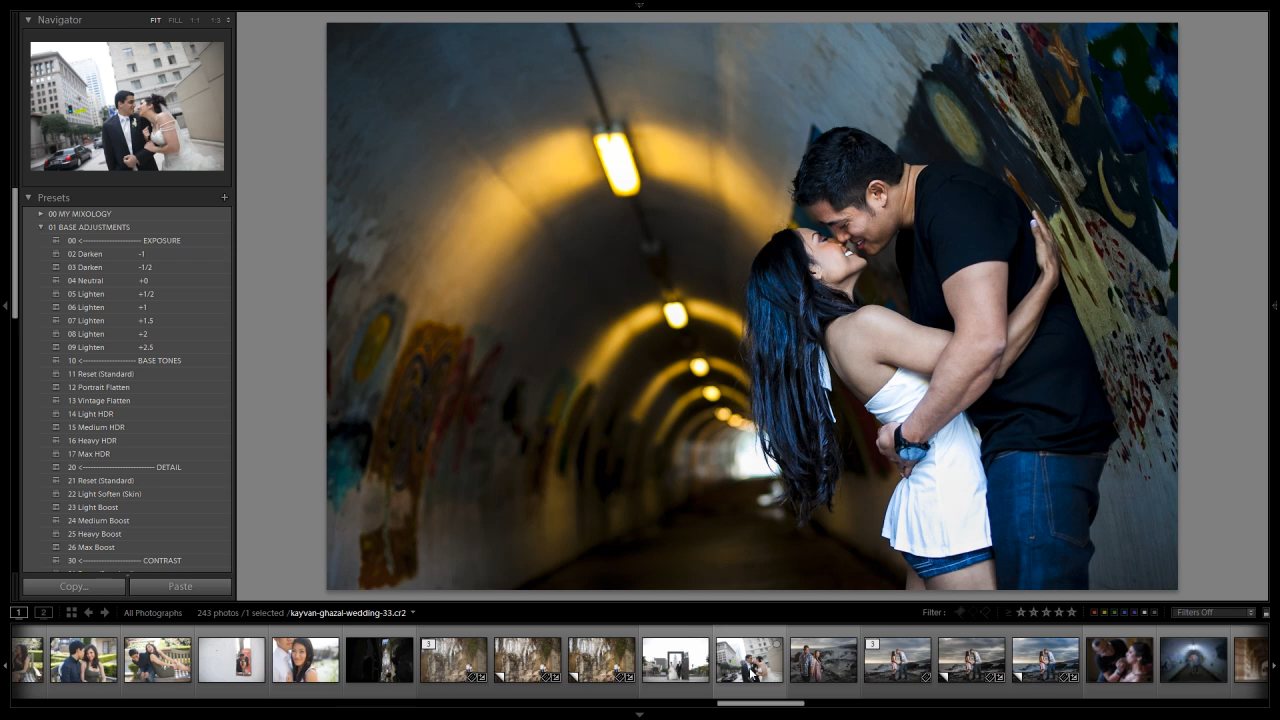 Navigator FIT FILL 1:1 1:3
Presets +
00 MY MIXOLOGY
01 BASE ADJUSTMENTS
00 <—————— EXPOSURE
02 Darken -1
03 Darken -1/2
04 Neutral +0
05 Lighten +1/2
06 Lighten +1
07 Lighten +1.5
08 Lighten +2
09 Lighten +2.5
10 <—————— BASE TONES
11 Reset (Standard)
12 Portrait Flatten
13 Vintage Flatten
14 Light HDR
15 Medium HDR
16 Heavy HDR
17 Max HDR
20 <—————— DETAIL
21 Reset (Standard)
22 Light Soften (Skin)
23 Light Boost
24 Medium Boost
25 Heavy Boost
26 Max Boost
30 <—————— CONTRAST
Copy... Paste
1 2 All Photographs 243 photos /1 selected /kayvan-ghazal-wedding-33.cr2 Filter : Filters Off
3 3